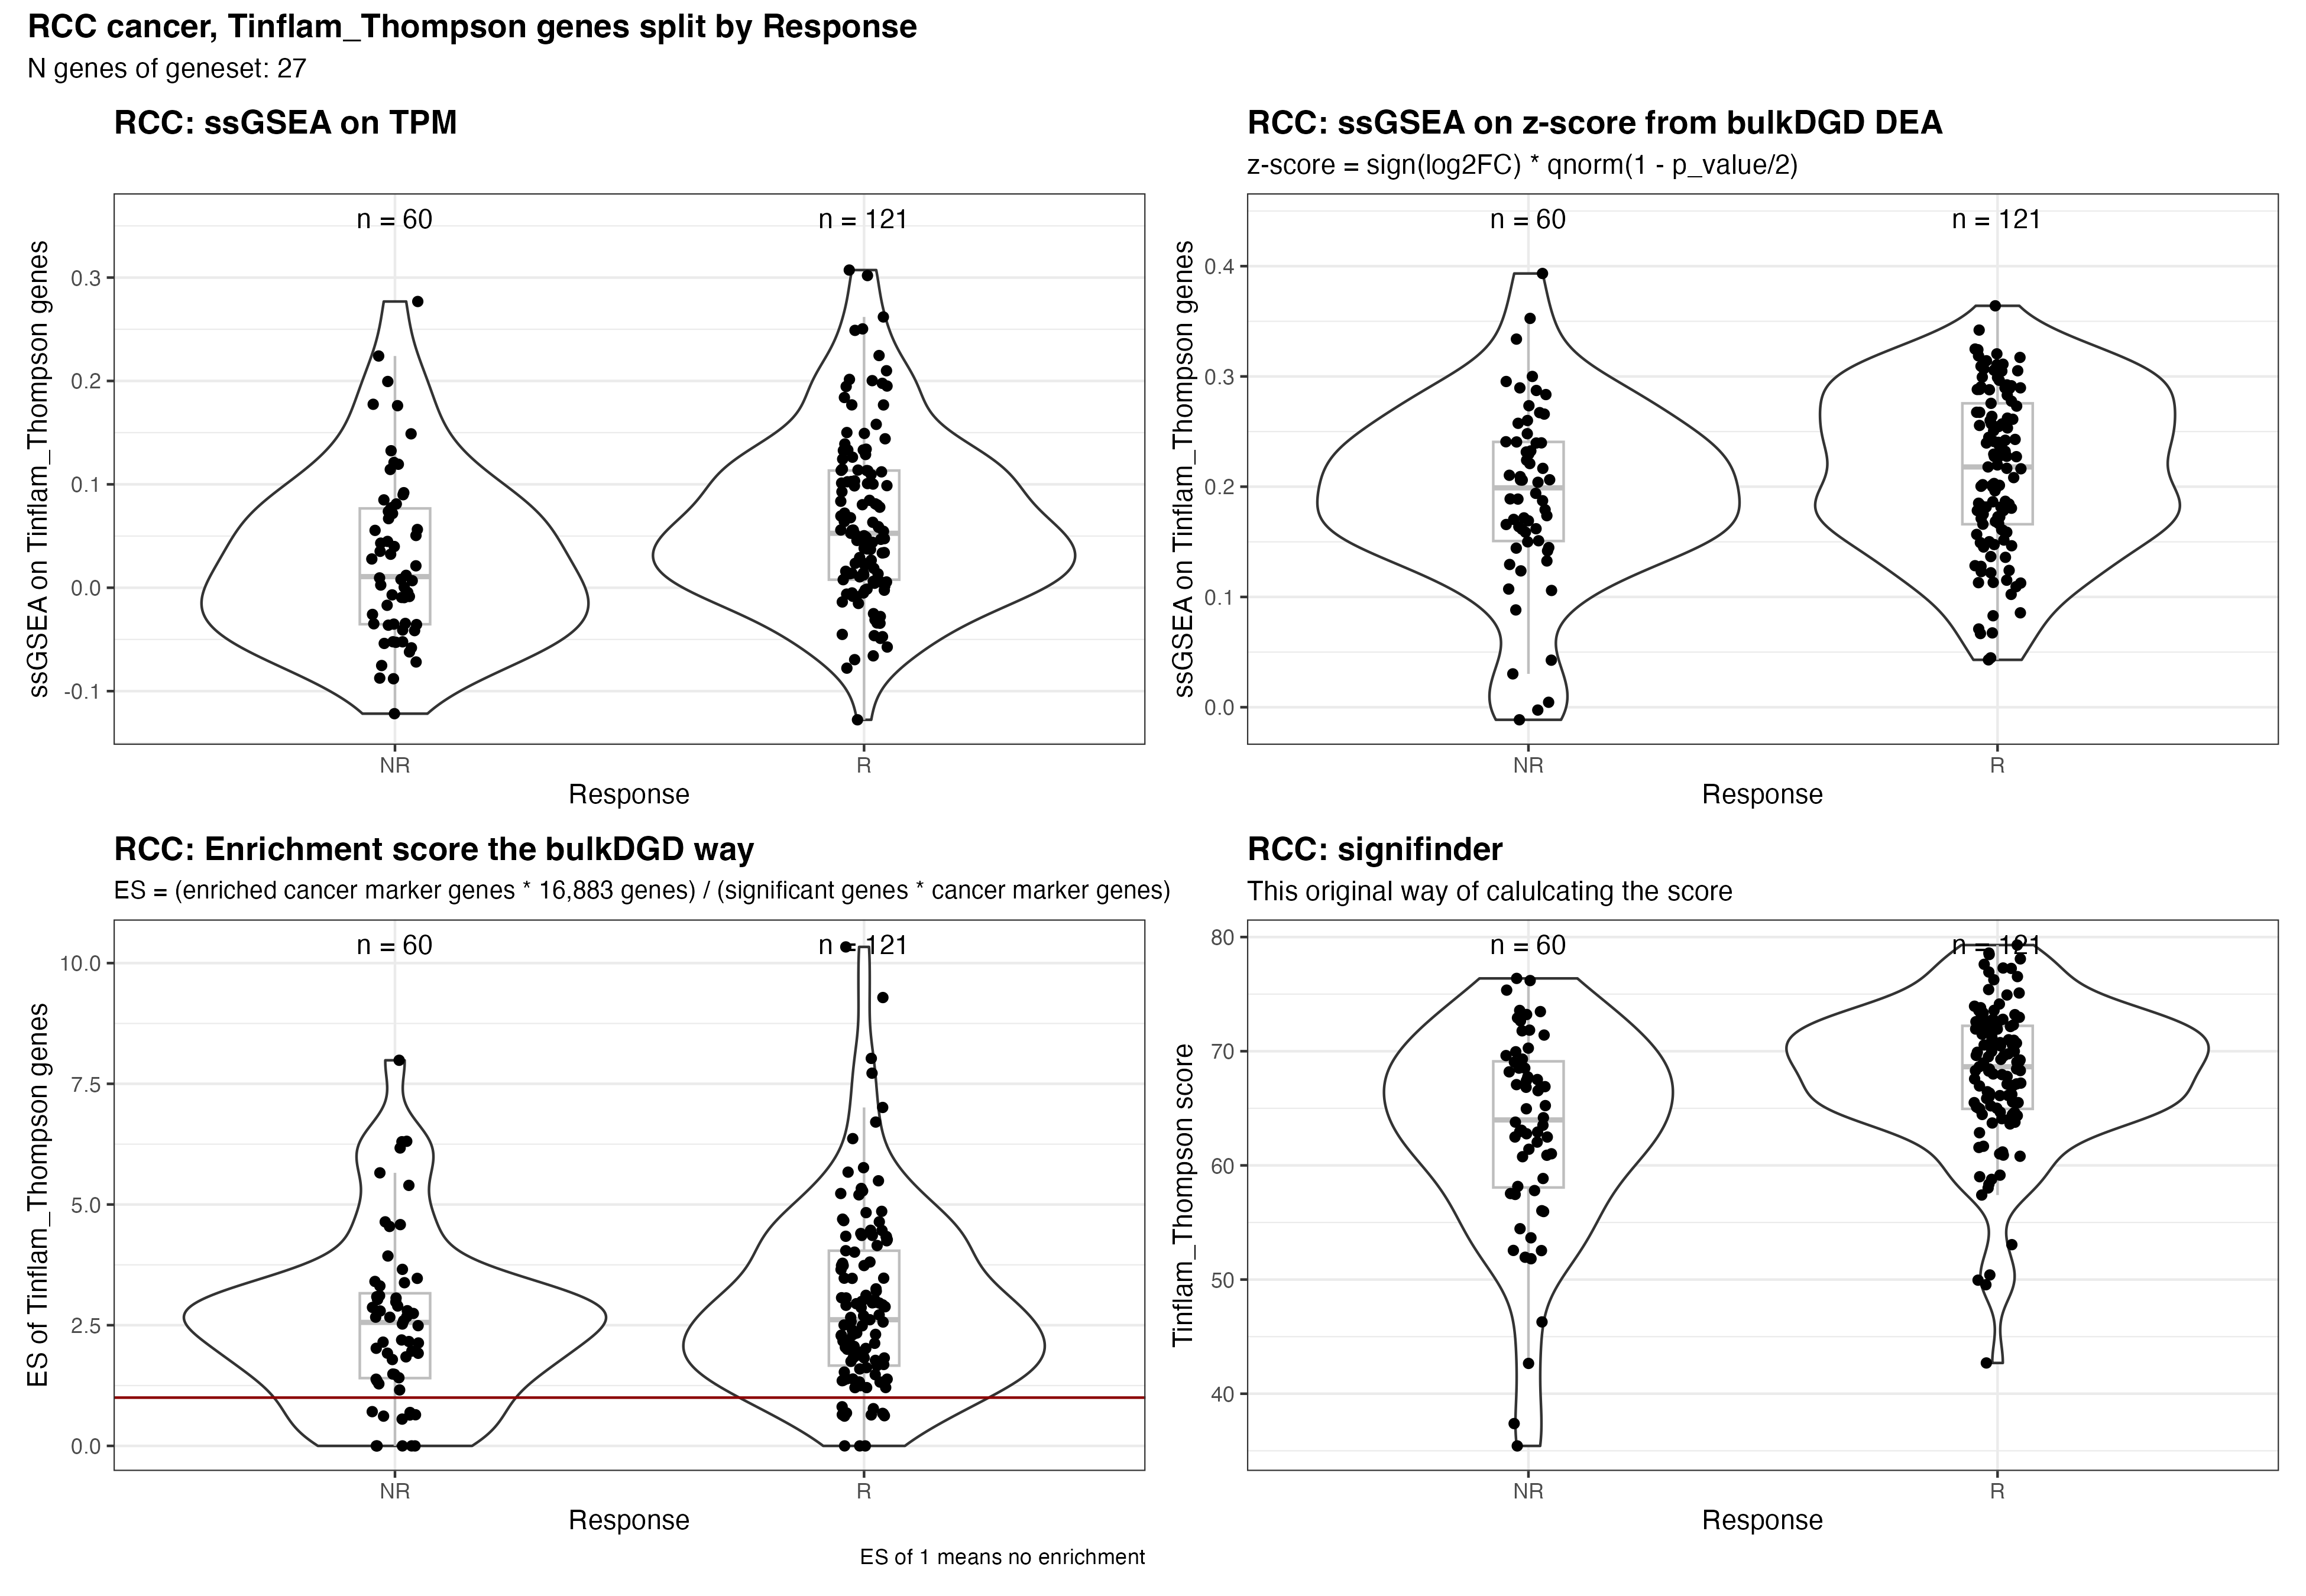 RCC cancer, Tinflam_Thompson genes split by Response
N genes of geneset: 27
RCC: ssGSEA on TPM
ssGSEA on Tinflam_Thompson genes
0.3
0.2
0.1
0.0
-0.1
n = 60
n = 121
NR
R
Response
RCC: ssGSEA on z-score from bulkDGD DEA
z-score = sign(log2FC) * qnorm(1 - p_value/2)
ssGSEA on Tinflam_Thompson genes
0.4
0.3
0.2
0.1
0.0
n = 60
n = 121
NR
R
Response
RCC: Enrichment score the bulkDGD way
ES = (enriched cancer marker genes * 16,883 genes) / (significant genes * cancer marker genes)
ES of Tinflam_Thompson genes
10.0
7.5
5.0
2.5
0.0
n = 60
n = 121
NR
R
Response
ES of 1 means no enrichment
RCC: signifinder
This original way of calulcating the score
Tinflam_Thompson score
80
70
60
50
40
n = 60
n = 121
NR
R
Response